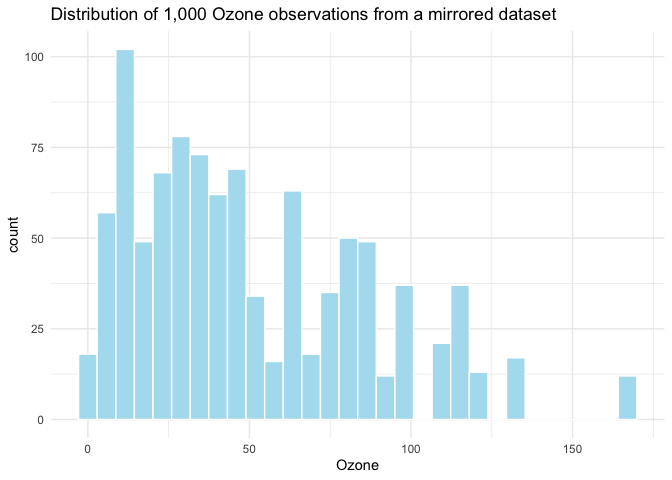 Distribution of 1,000 Ozone observations from a mirrored dataset
100
75
50
25
0
count
0 50 100 150
Ozone